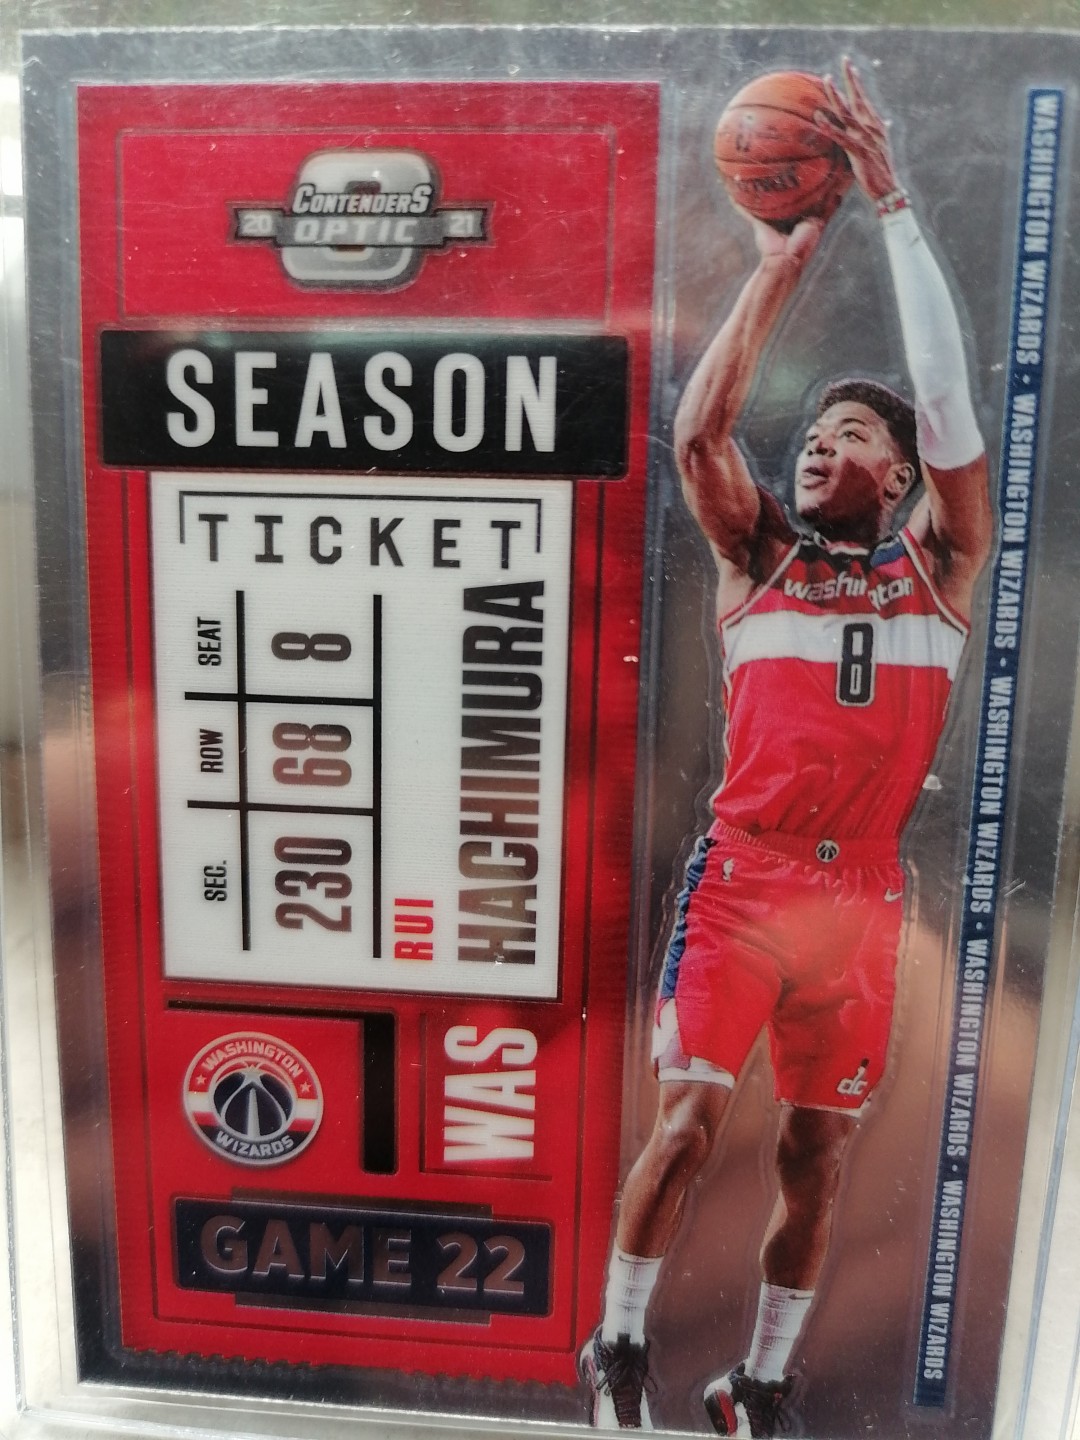 CONTENDERS
20 OPTIC 21
SEASON
TICKET
SEAT 8
ROW 68
SEC. 230
RUI
HACHIMURA
WAS
WASHINGTON
WIZARDS
GAME 22
washington
8
dc
WASHINGTON WIZARDS • WASHINGTON WIZARDS • WASHINGTON WIZARDS • WASHINGTON WIZARDS • WASHINGTON WIZARDS